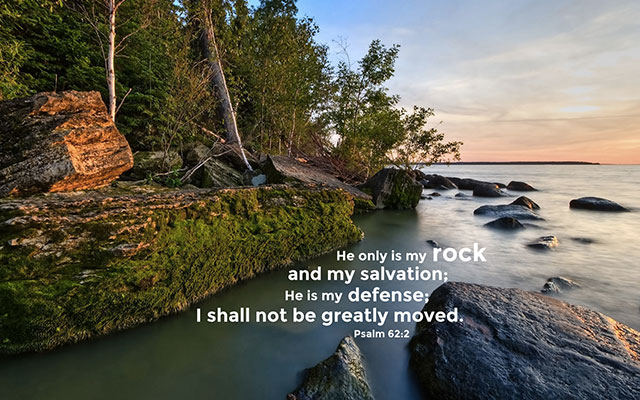 He only is my rock
and my salvation;
He is my defense;
I shall not be greatly moved.
Psalm 62:2